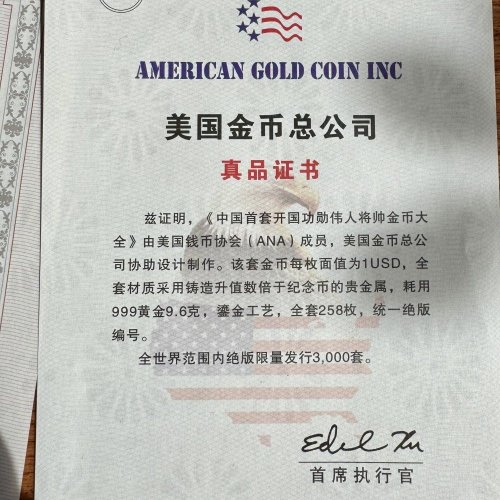 AMERICAN GOLD COIN INC
美国金币总公司
真品证书
兹证明，《中国首套开国功勋伟人将帅金币大
全》由美国钱币协会（ANA）成员，美国金币总公
司协助设计制作。该套金币每枚面值为1USD，全
套材质采用铸造升值数倍于纪念币的贵金属，耗用
999黄金9.6克，鎏金工艺，全套258枚，统一绝版
编号。
全世界范围内绝版限量发行3,000套。
首席执行官